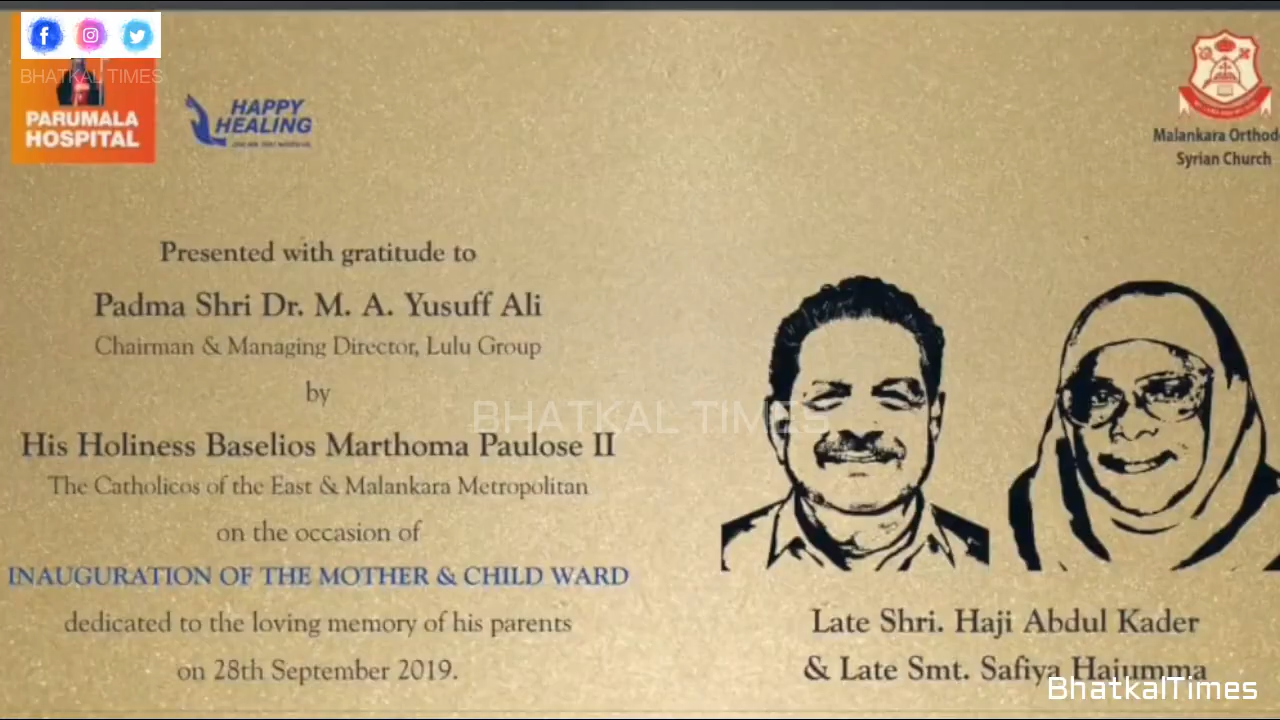 BHATKAL TIMES
PARUMALA
HOSPITAL
HAPPY
HEALING
Malankara Orthod
Syrian Church
Presented with gratitude to
Padma Shri Dr. M. A. Yusuff Ali
Chairman & Managing Director, Lulu Group
by
His Holiness Baselios Marthoma Paulose II
The Catholicos of the East & Malankara Metropolitan
on the occasion of
INAUGURATION OF THE MOTHER & CHILD WARD
dedicated to the loving memory of his parents
on 28th September 2019.
BHATKAL TIMES
Late Shri. Haji Abdul Kader
& Late Smt. Safiya Hajumma
BhatkalTimes